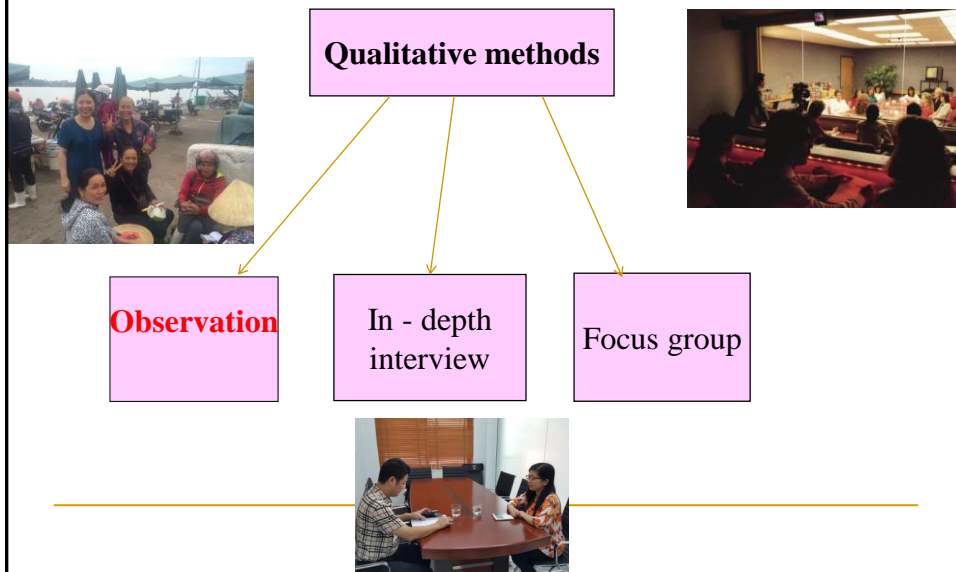 Qualitative methods
Observation
In - depth
interview
Focus group